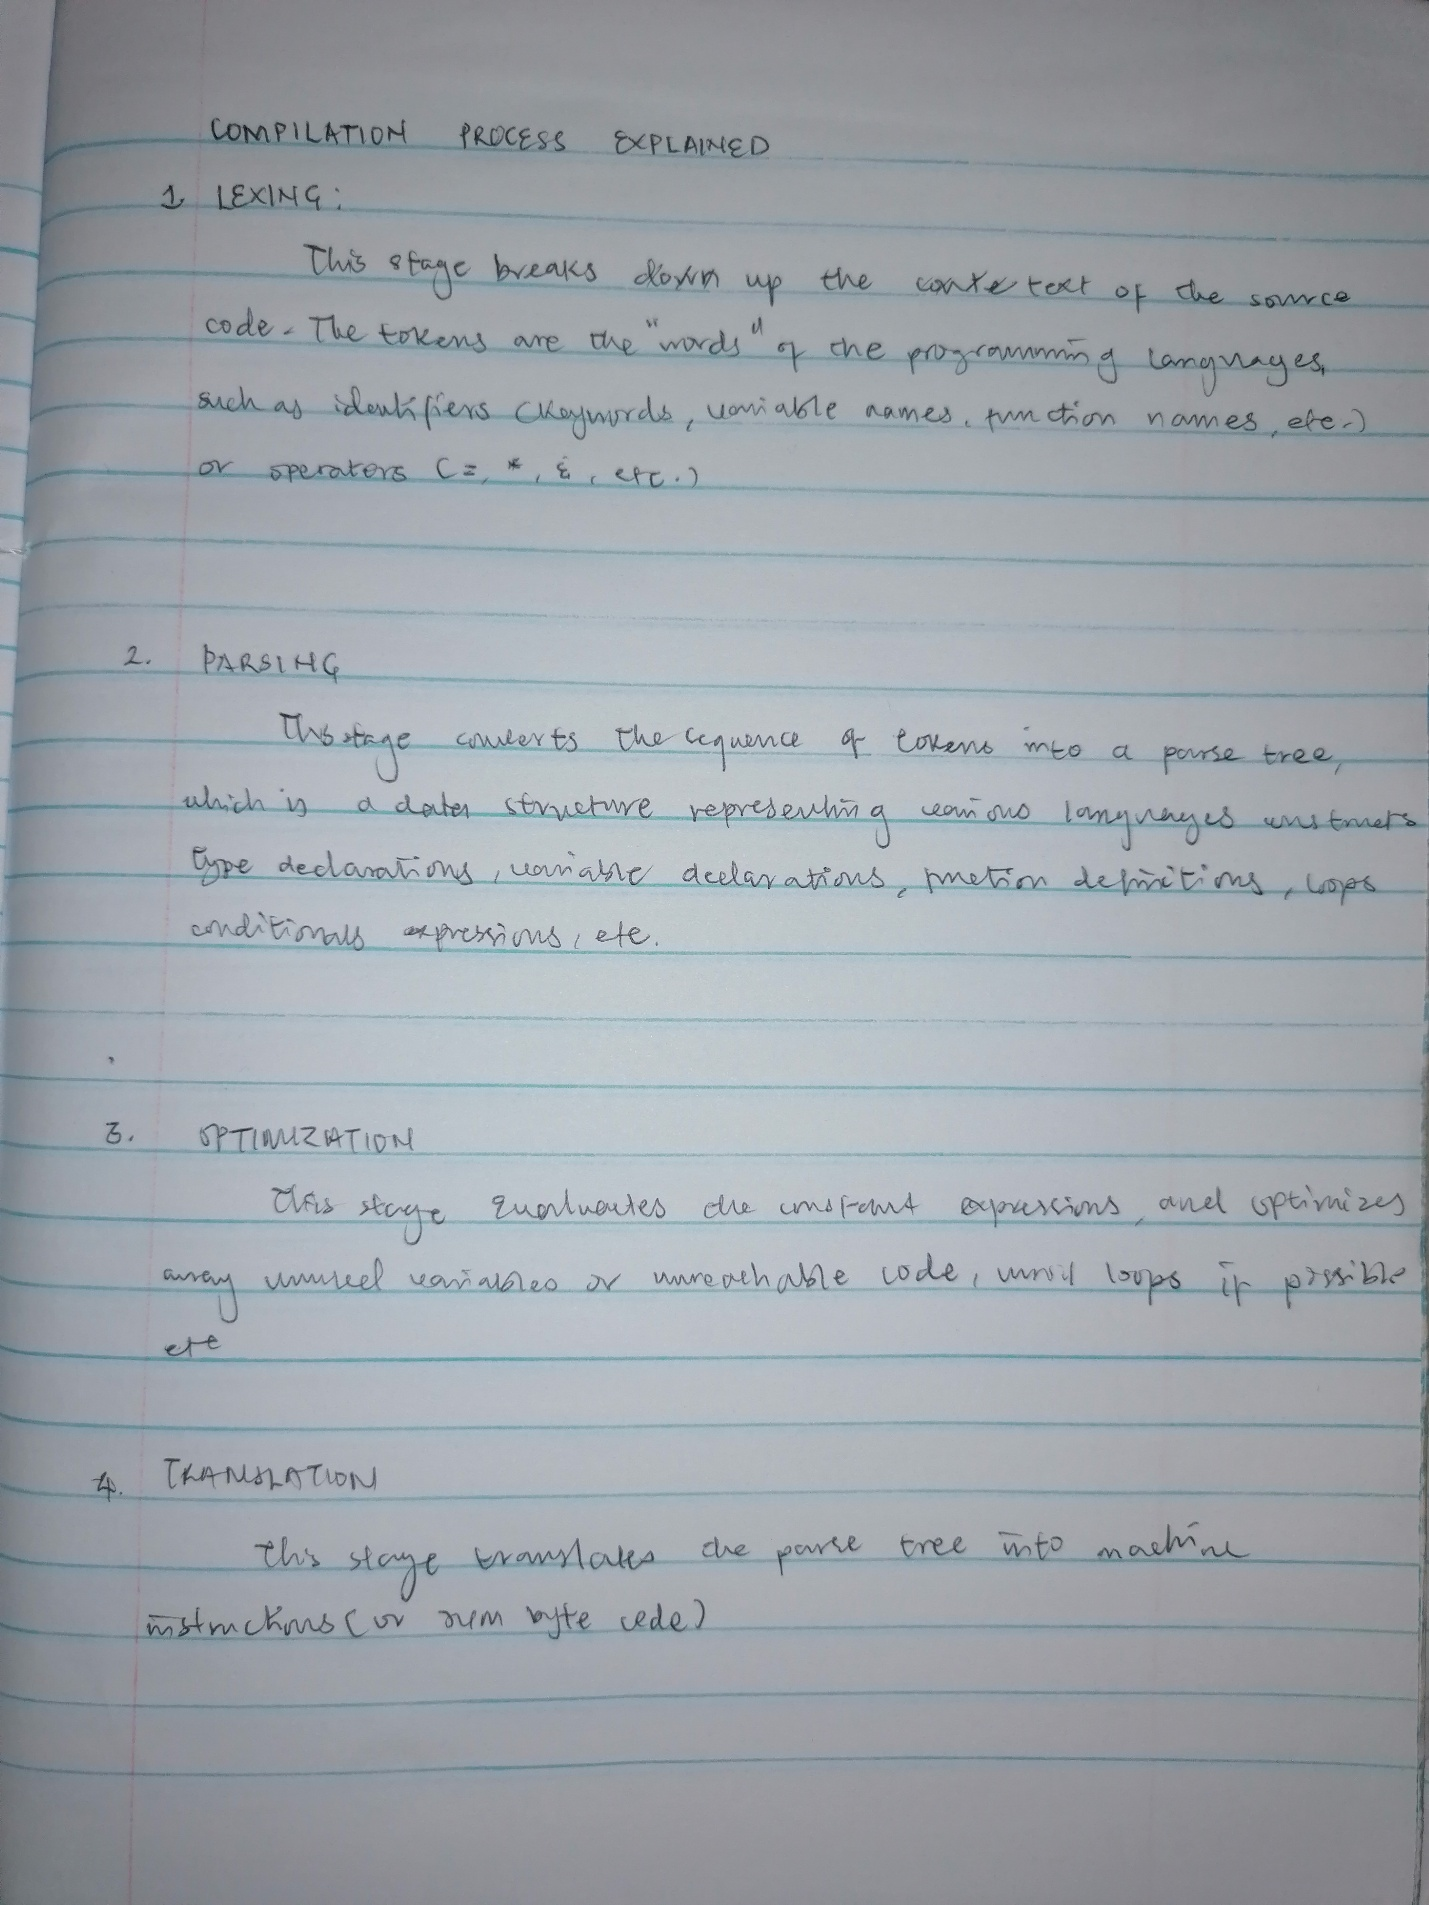 COMPILATION PROCESS EXPLAINED
1 LEXING:
This stage breaks down up the text of the source
code. The tokens are the "words" of the programming languages,
such as identifiers (keywords, variable names, function names, etc.)
or operators (=, *, &, etc.)
2. PARSING
This stage converts the sequence of tokens into a parse tree,
which is a data structure representing various languages constructs
type declarations, variable declarations, function definitions, loops
conditionals expressions, etc.
3. OPTIMIZATION
This stage evaluates the constant expressions, and optimizes
away unused variables or unreachable code, unroll loops if possible
etc
4. TRANSLATION
This stage translates the parse tree into machine
instructions (or byte code)